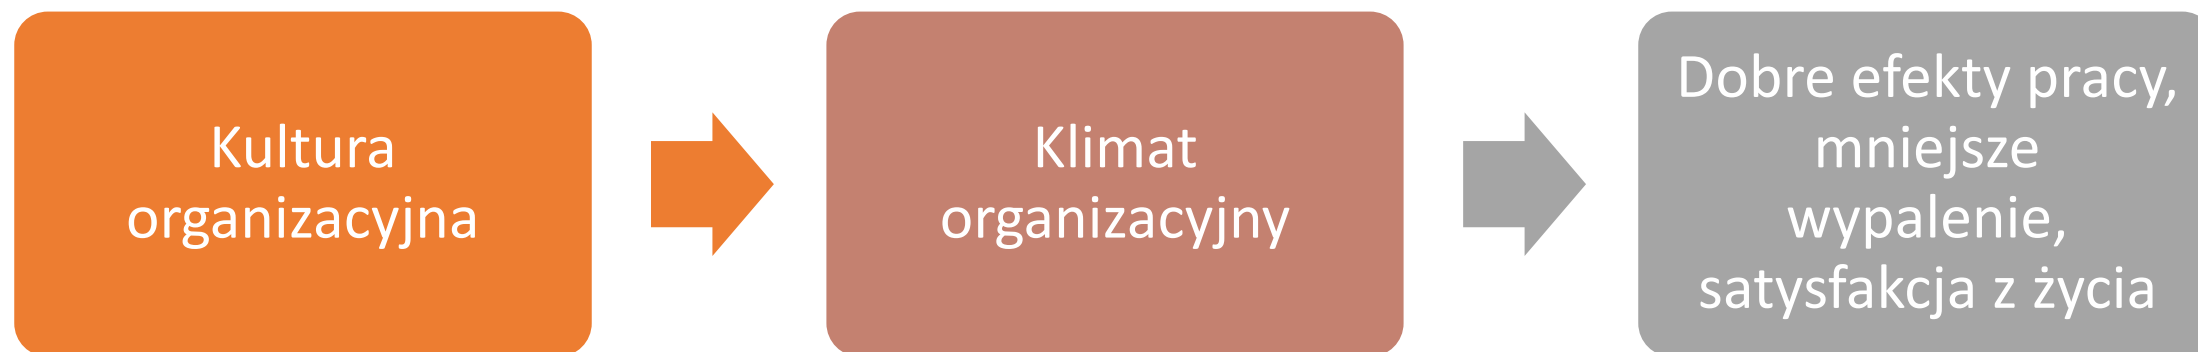 Kultura
organizacyjna
Klimat
organizacyjny
Dobre efekty pracy,
mniejsze
wypalenie,
satysfakcja z życia